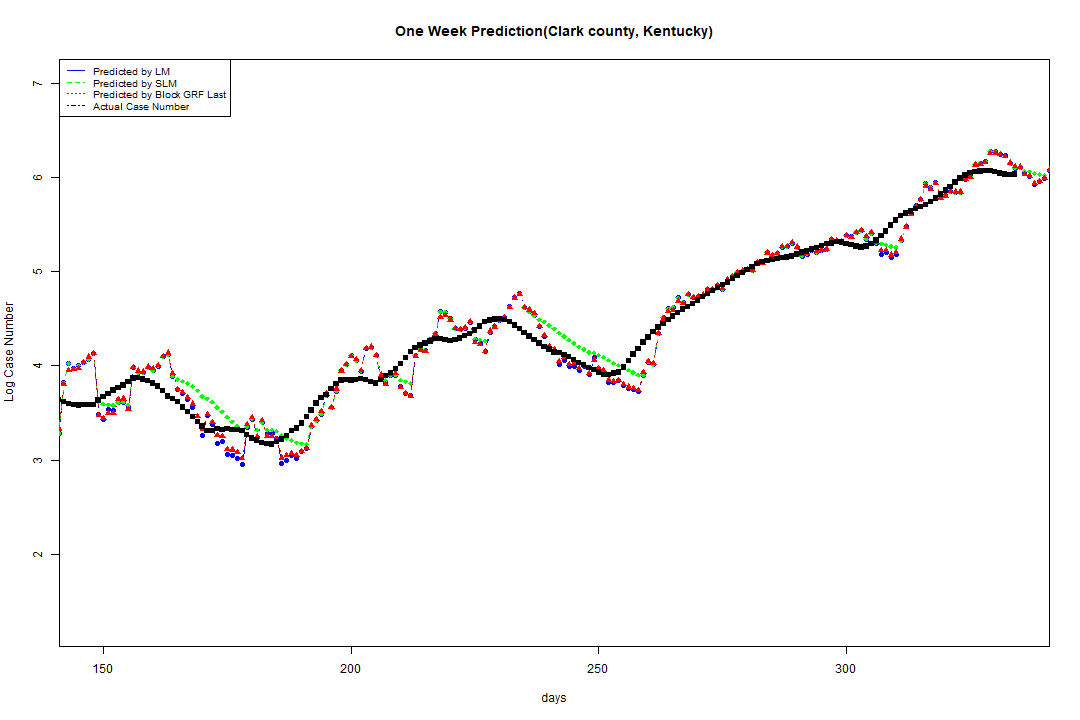 One Week Prediction(Clark county, Kentucky)
Predicted by LM
Predicted by SLM
Predicted by Block GRF Last
Actual Case Number
7
6
5
4
3
2
Log Case Number
150 200 250 300
days